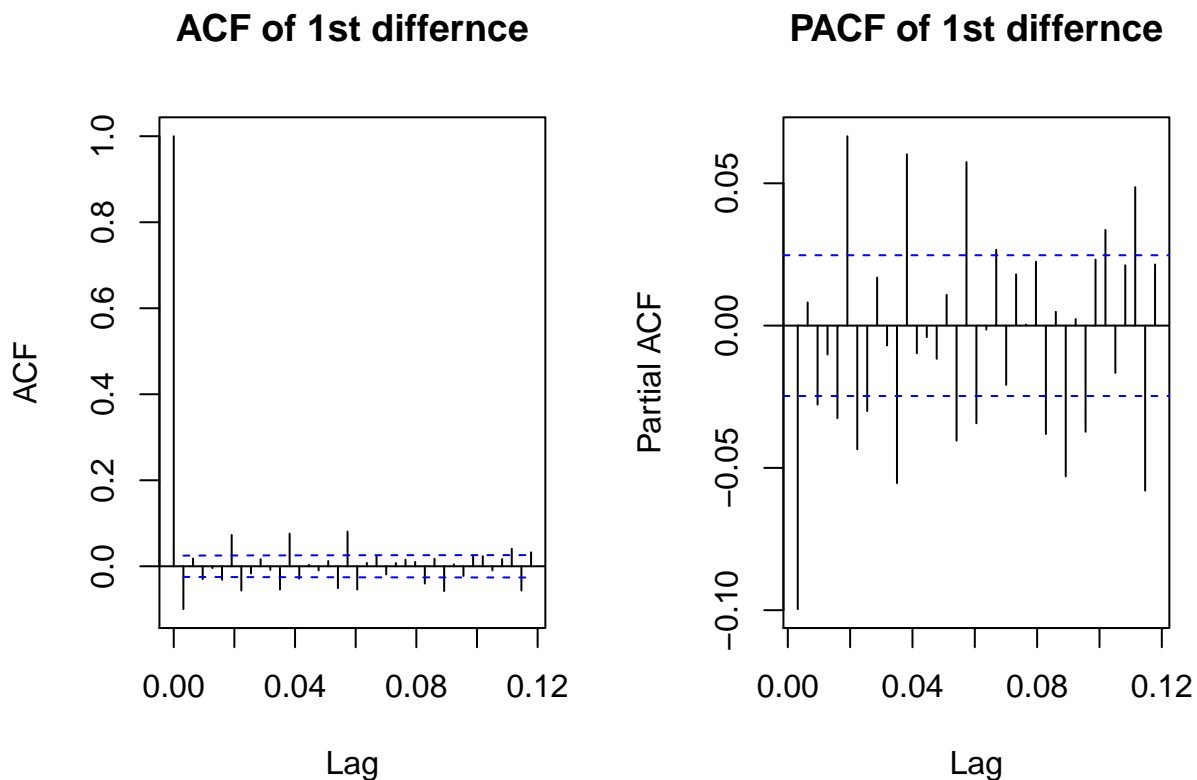 ACF of 1st differnce
ACF
1.0
0.8
0.6
0.4
0.2
0.0
0.00 0.04 0.08 0.12
Lag
PACF of 1st differnce
Partial ACF
0.05
0.00
−0.05
−0.10
0.00 0.04 0.08 0.12
Lag